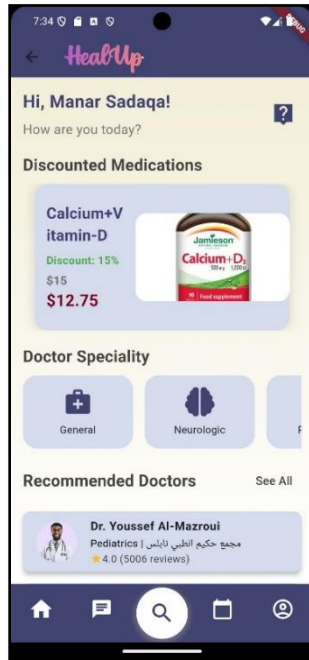 7:34
DEBUG
HealUp
Hi, Manar Sadaqa!
?
How are you today?
Discounted Medications
Calcium+V
itamin-D
Discount: 15%
$15
$12.75
Jamieson
Calcium+D₃
Food supplement
Doctor Speciality
General
Neurologic
Recommended Doctors
See All
Dr. Youssef Al-Mazroui
Pediatrics | مجمع حكيم الطبي نابلس
4.0 (5006 reviews)